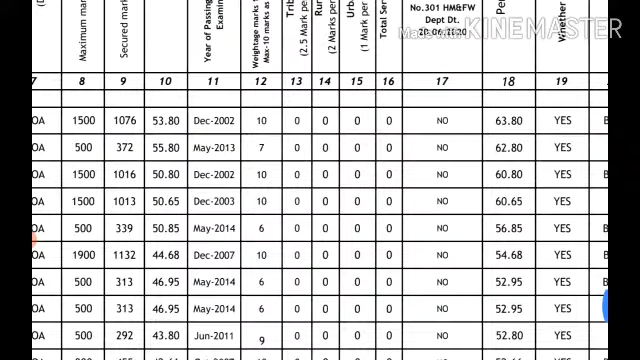 Maximum mar
Secured mark
Year of Passing
Examin
Weightage marks 1
Max-10 marks as
Trib
(2.5 Mark per
Rur
(2 Marks per
Urb
(1 Mark per
Total Ser
No.301 HM&FW
Dept Dt.
20.06.2020
Per
Whether
Made with KINEMASTER
7 8 9 10 11 12 13 14 15 16 17 18 19
OA 1500 1076 53.80 Dec-2002 10 0 0 0 0 NO 63.80 YES B
OA 500 372 55.80 May-2013 7 0 0 0 0 NO 62.80 YES
OA 1500 1016 50.80 Dec-2002 10 0 0 0 0 NO 60.80 YES B
OA 1500 1013 50.65 Dec-2003 10 0 0 0 0 NO 60.65 YES
OA 500 339 50.85 May-2014 6 0 0 0 0 NO 56.85 YES B
OA 1900 1132 44.68 Dec-2007 10 0 0 0 0 NO 54.68 YES B
OA 500 313 46.95 May-2014 6 0 0 0 0 NO 52.95 YES
OA 500 313 46.95 May-2014 6 0 0 0 0 NO 52.95 YES
OA 500 292 43.80 Jun-2011 9 0 0 0 0 NO 52.80 YES B